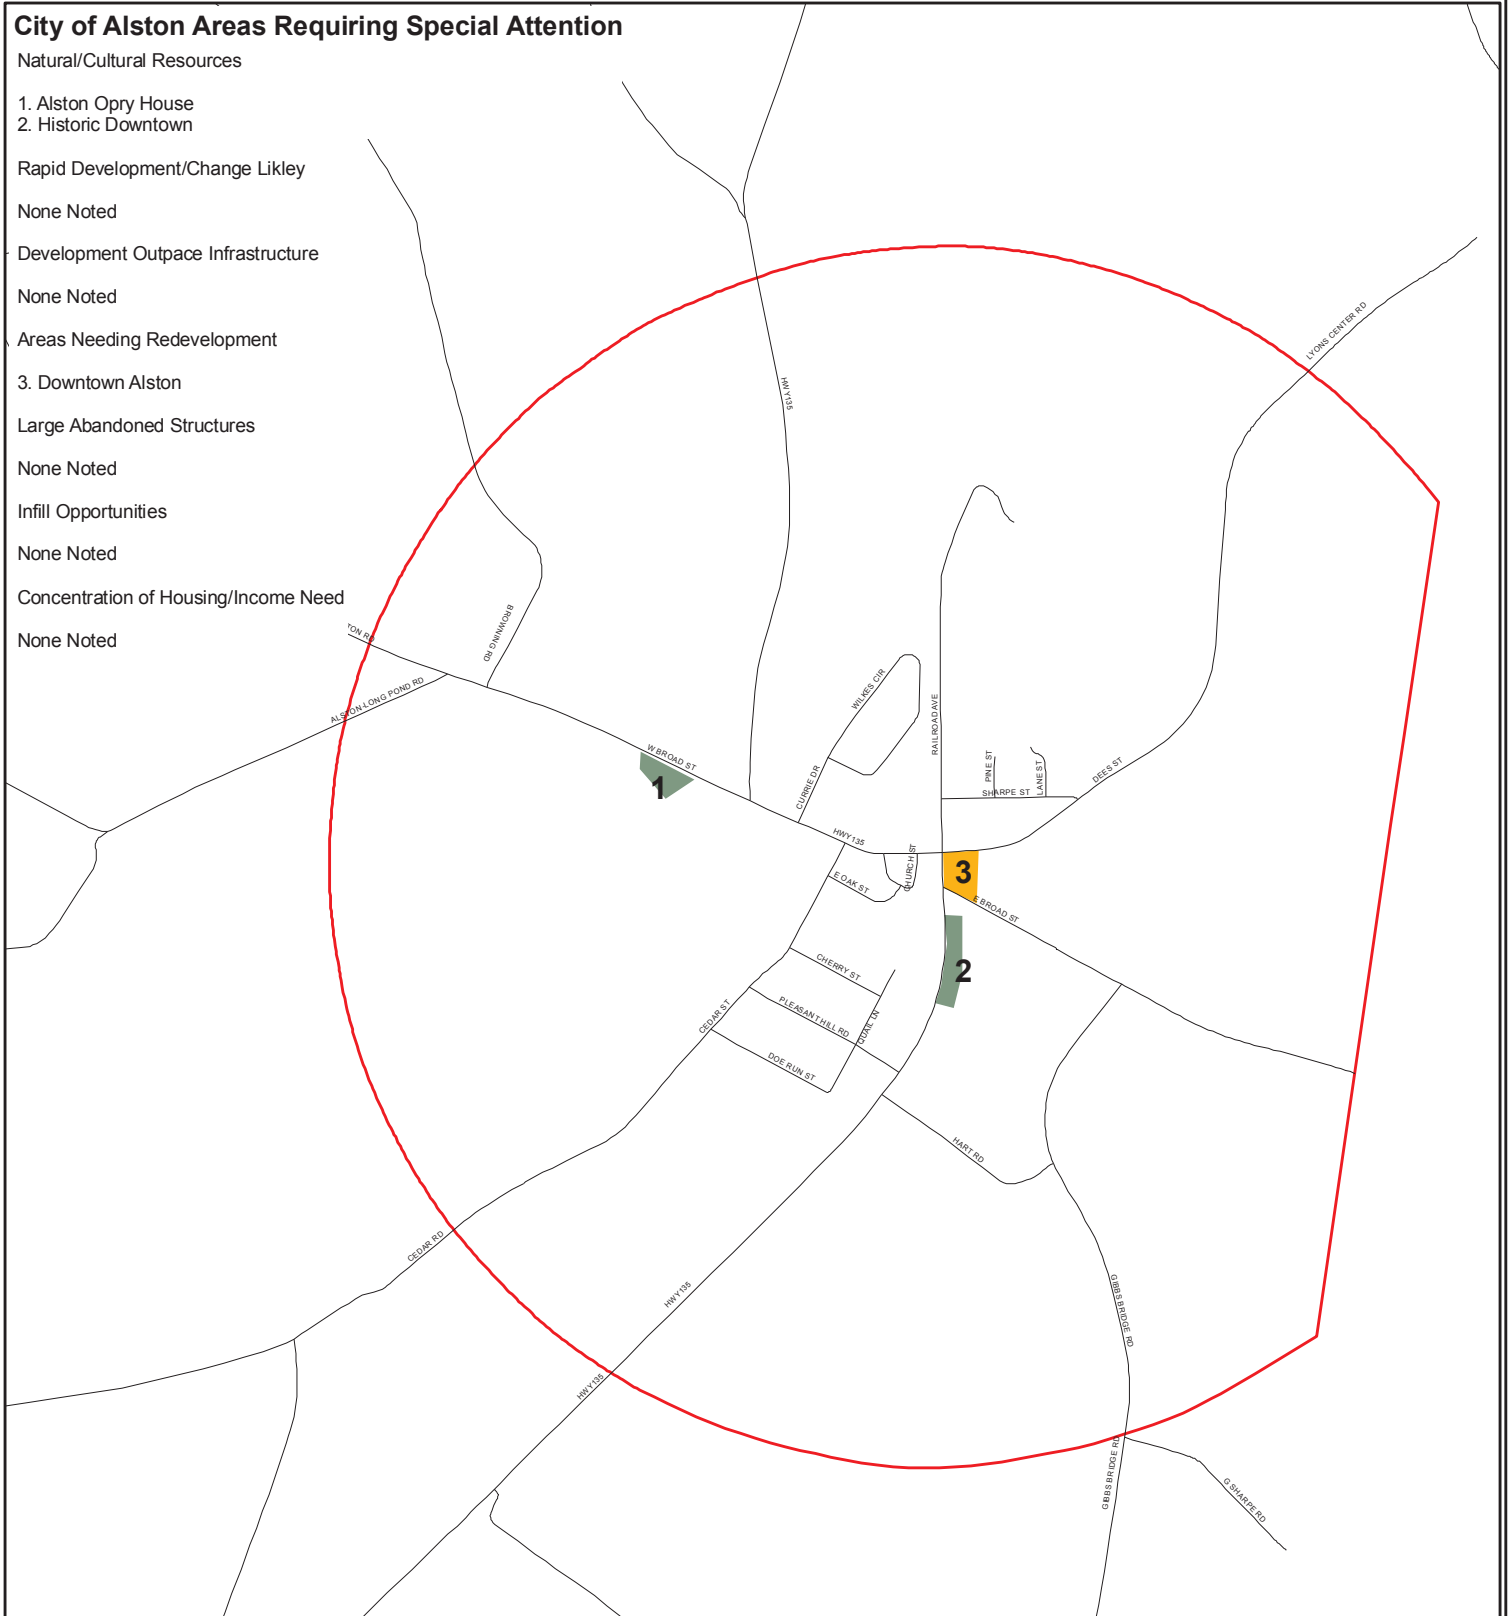 City of Alston Areas Requiring Special Attention
Natural/Cultural Resources
1. Alston Opry House
2. Historic Downtown
Rapid Development/Change Likley
None Noted
Development Outpace Infrastructure
None Noted
Areas Needing Redevelopment
3. Downtown Alston
Large Abandoned Structures
None Noted
Infill Opportunities
None Noted
Concentration of Housing/Income Need
None Noted
LYONS CENTER RD
HWY135
BROWNING RD
TON RD
ALSTON-LONG POND RD
WILKES CIR
RAILROAD AVE
W BROAD ST
1
CURRIE DR
PINE ST
LANE ST
SHARPE ST
DEES ST
HWY135
CHURCH ST
3
E OAK ST
E BROAD ST
2
CHERRY ST
PLEASANT HILL RD
QUAIL LN
CEDAR ST
DOE RUN ST
HART RD
CEDAR RD
HWY135
GIBBS BRIDGE RD
HWY135
GIBBS BRIDGE RD
G SHARPE RD